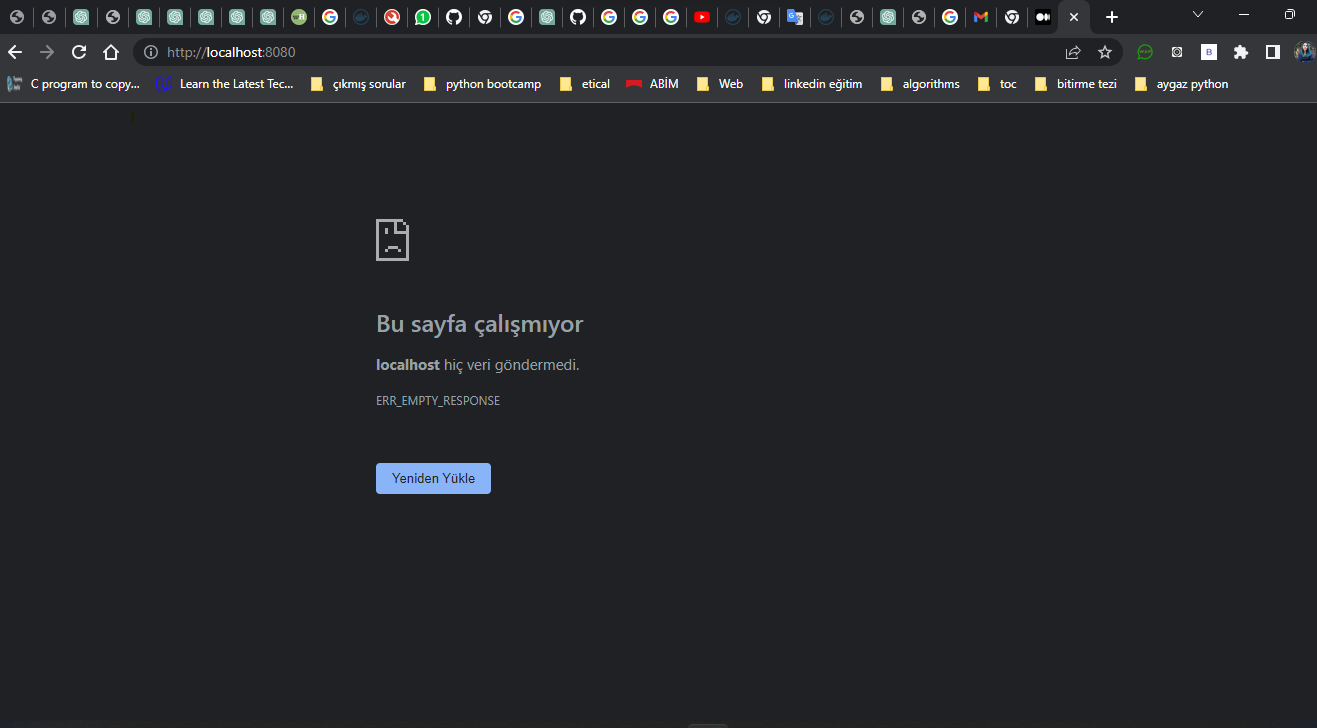 http://localhost:8080
C program to copy... Learn the Latest Tec... çıkmış sorular python bootcamp etical ABİM Web linkedin eğitim algorithms toc bitirme tezi aygaz python
Bu sayfa çalışmıyor
localhost hiç veri göndermedi.
ERR_EMPTY_RESPONSE
Yeniden Yükle